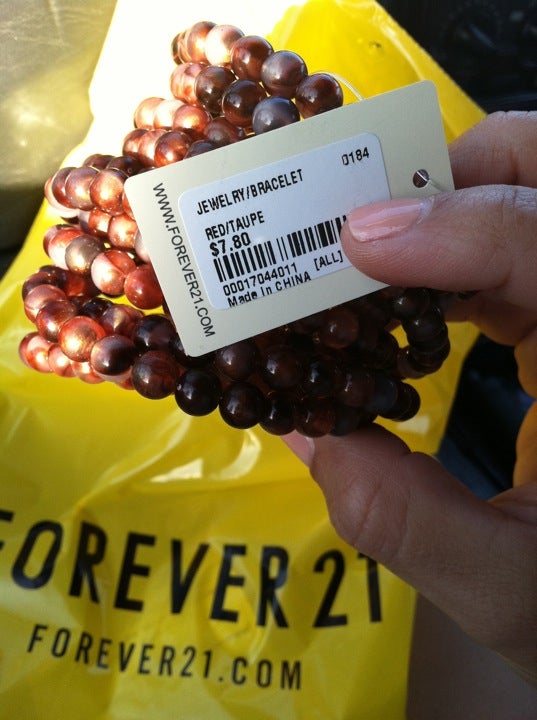 0184
JEWELRY/BRACELET
RED/TAUPE
$7.80
00017044011 [ALL]
Made in CHINA
WWW.FOREVER21.COM
FOREVER 21
FOREVER21.COM